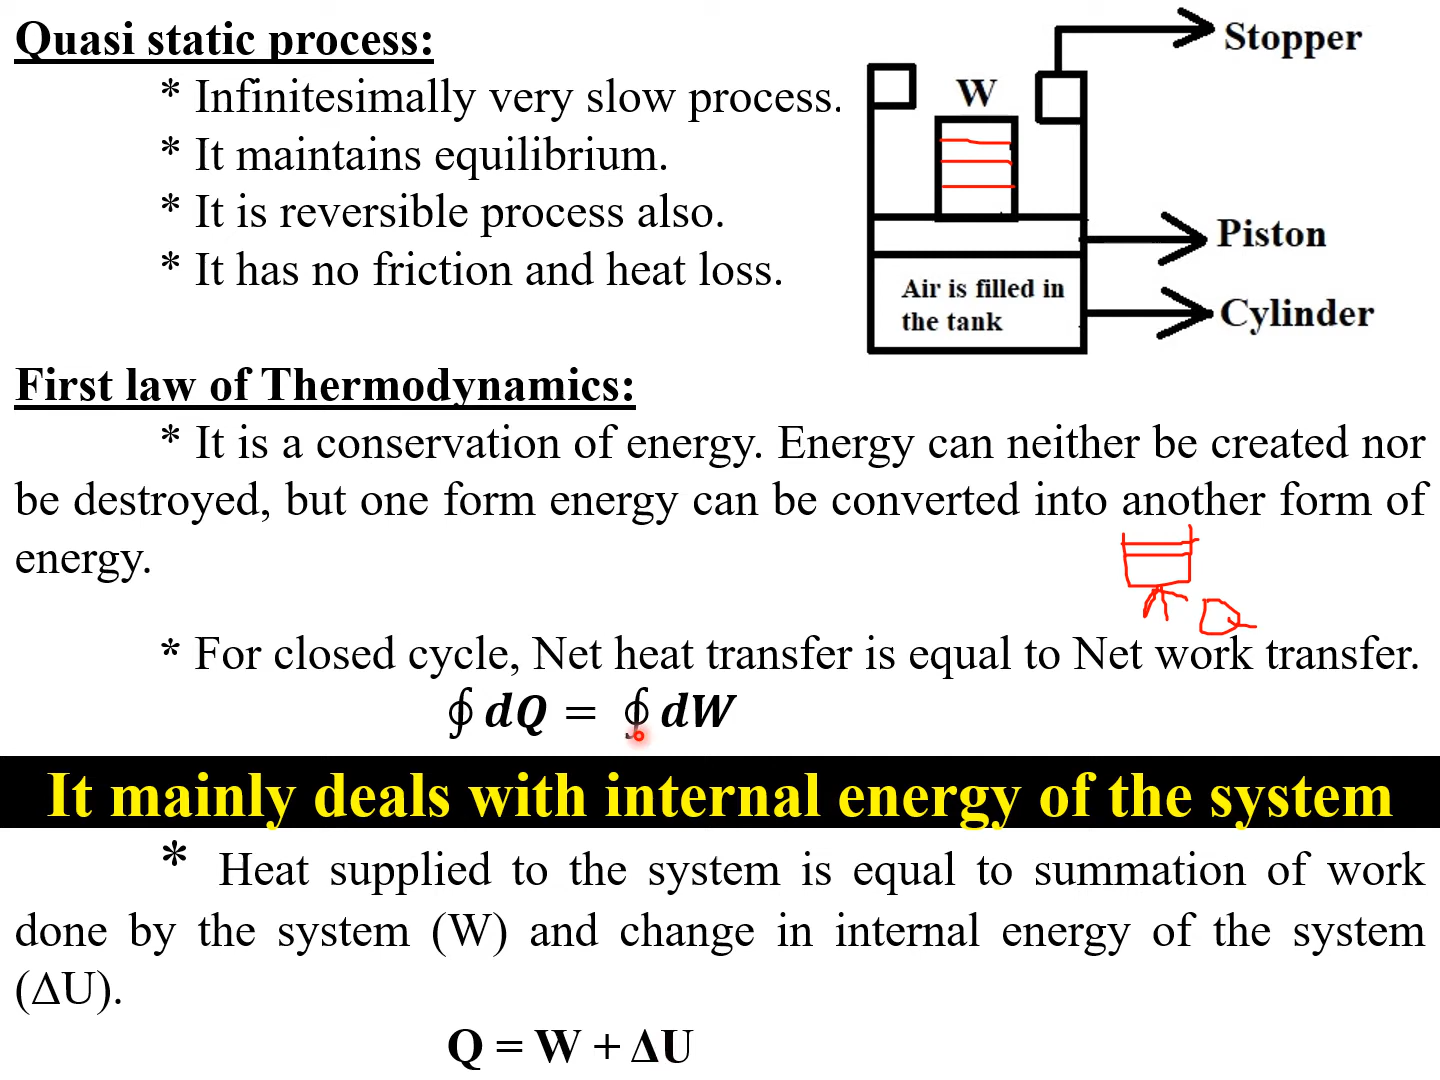 Quasi static process:
* Infinitesimally very slow process.
* It maintains equilibrium.
* It is reversible process also.
* It has no friction and heat loss.
Stopper
W
Piston
Air is filled in
the tank
Cylinder
First law of Thermodynamics:
* It is a conservation of energy. Energy can neither be created nor
be destroyed, but one form energy can be converted into another form of
energy.
* For closed cycle, Net heat transfer is equal to Net work transfer.
∮ dQ = ∮ dW
It mainly deals with internal energy of the system
* Heat supplied to the system is equal to summation of work
done by the system (W) and change in internal energy of the system
(ΔU).
Q = W + ΔU